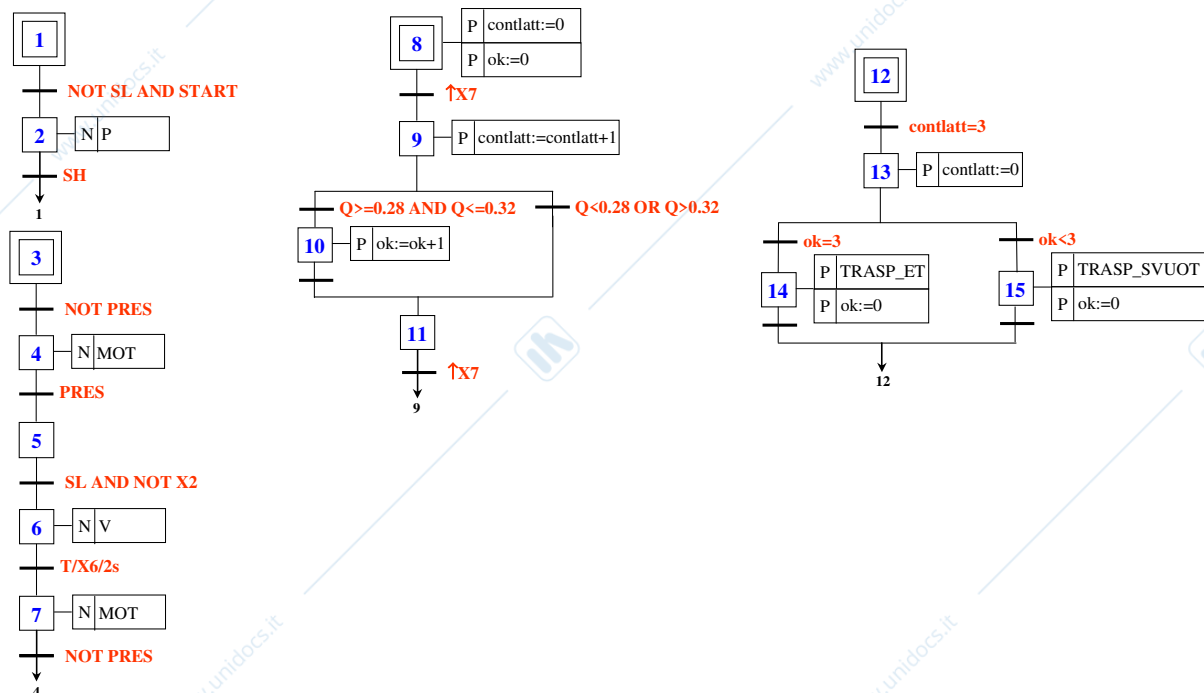 1
NOT SL AND START
2
N P
SH
1
3
NOT PRES
4
N MOT
PRES
5
SL AND NOT X2
6
N V
T/X6/2s
7
N MOT
NOT PRES
4
8
P contlatt:=0
P ok:=0
↑X7
9
P contlatt:=contlatt+1
Q>=0.28 AND Q<=0.32
Q<0.28 OR Q>0.32
10
P ok:=ok+1
11
↑X7
9
12
contlatt=3
13
P contlatt:=0
ok=3
ok<3
14
P TRASP_ET
P ok:=0
15
P TRASP_SVUOT
P ok:=0
12
www.unidocs.it
www.unidocs.it
www.unidocs.it
www.unidocs.it